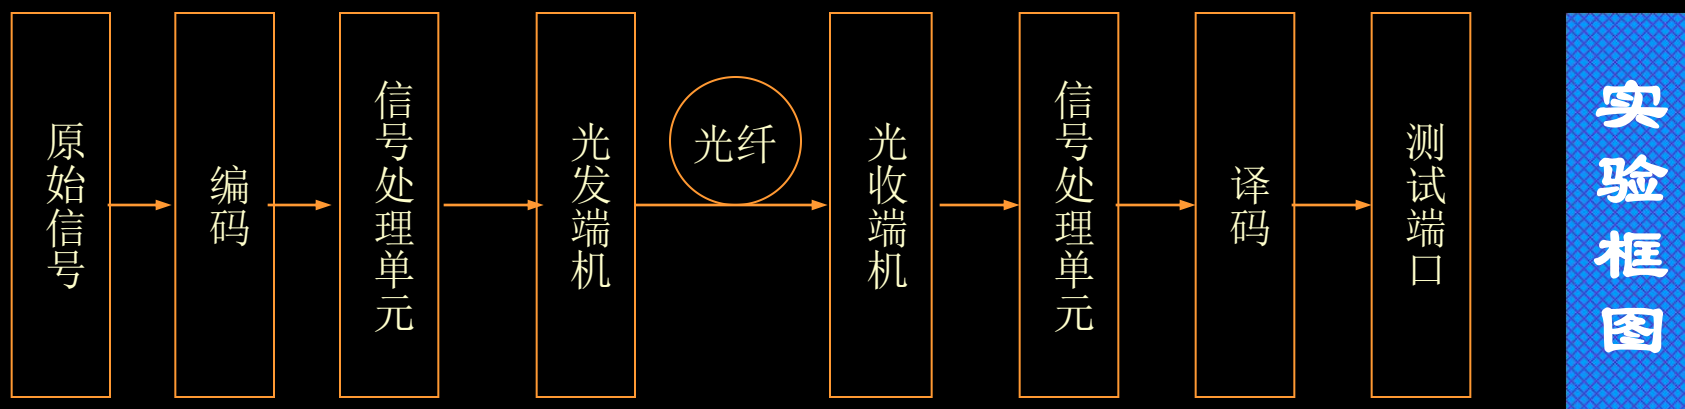 原始信号
编码
信号处理单元
光发端机
光纤
光收端机
信号处理单元
译码
测试端口
实验框图